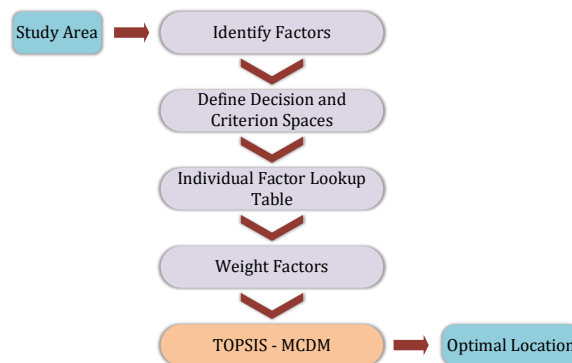 Study Area
Identify Factors
Define Decision and
Criterion Spaces
Individual Factor Lookup
Table
Weight Factors
TOPSIS - MCDM
Optimal Location